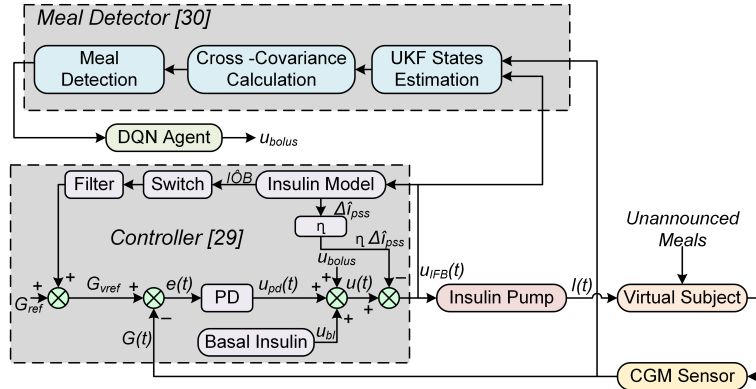 Meal Detector [30]
Meal Detection
Cross -Covariance Calculation
UKF States Estimation
DQN Agent
u_bolus
Filter
Switch
IÔB
Insulin Model
Δî_pss
η
η Δî_pss
Controller [29]
u_bolus
Unannounced Meals
+
+
G_ref
G_vref
+
e(t)
PD
u_pd(t)
+
+
u(t)
+
−
u_IFB(t)
Insulin Pump
I(t)
Virtual Subject
G(t)
−
Basal Insulin
u_bl
+
CGM Sensor